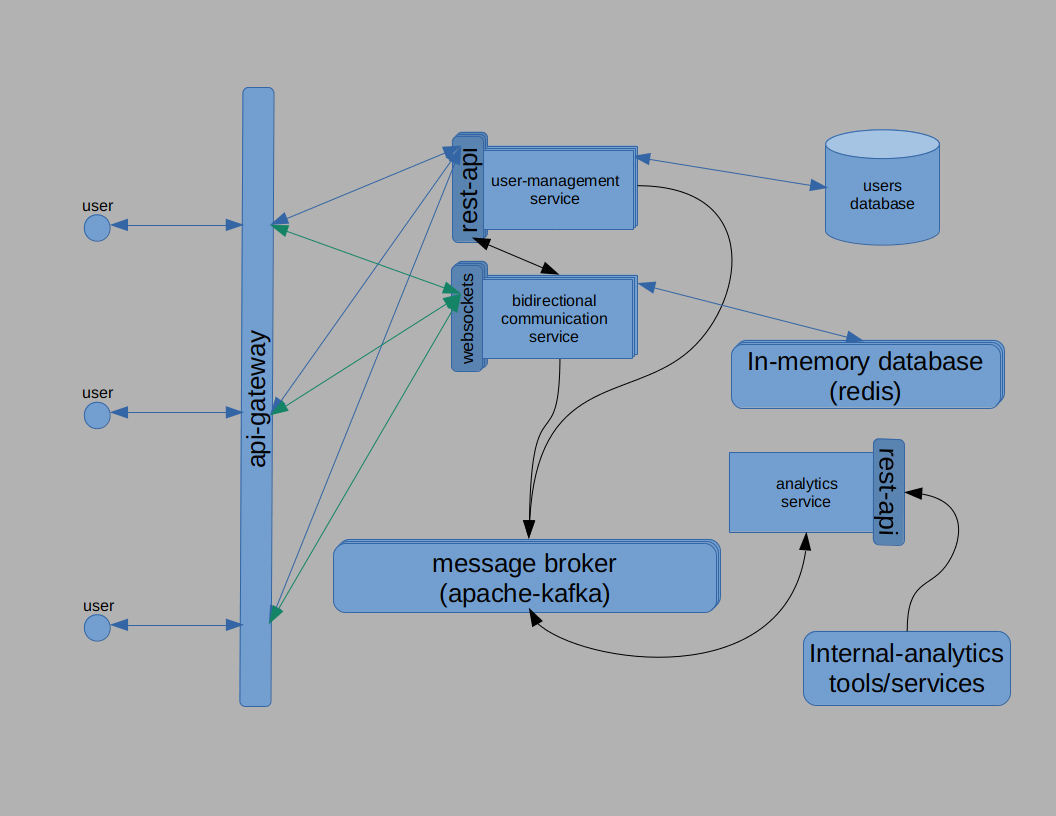 user
user
user
api-gateway
rest-api
user-management
service
users
database
websockets
bidirectional
communication
service
In-memory database
(redis)
analytics
service
rest-api
message broker
(apache-kafka)
Internal-analytics
tools/services